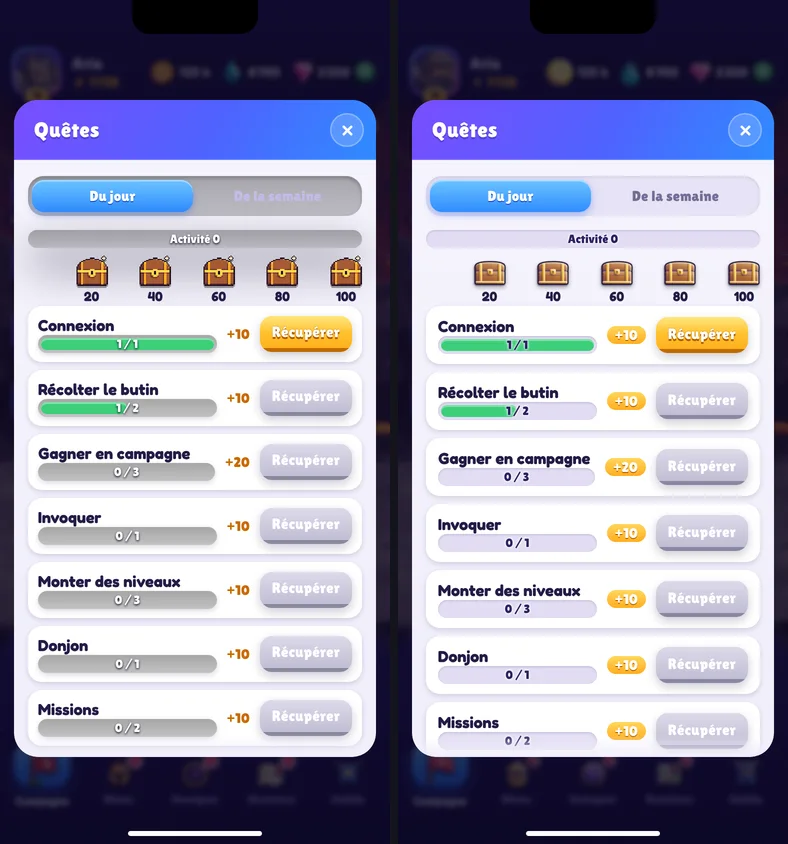 Quêtes
Du jour
De la semaine
Activité 0
20
40
60
80
100
Connexion
1/1
+10
Récupérer
Récolter le butin
1/2
+10
Récupérer
Gagner en campagne
0/3
+20
Récupérer
Invoquer
0/1
+10
Récupérer
Monter des niveaux
0/3
+10
Récupérer
Donjon
0/1
+10
Récupérer
Missions
0/2
+10
Récupérer
Quêtes
Du jour
De la semaine
Activité 0
20
40
60
80
100
Connexion
1/1
+10
Récupérer
Récolter le butin
1/2
+10
Récupérer
Gagner en campagne
0/3
+20
Récupérer
Invoquer
0/1
+10
Récupérer
Monter des niveaux
0/3
+10
Récupérer
Donjon
0/1
+10
Récupérer
Missions
0/2
+10
Récupérer